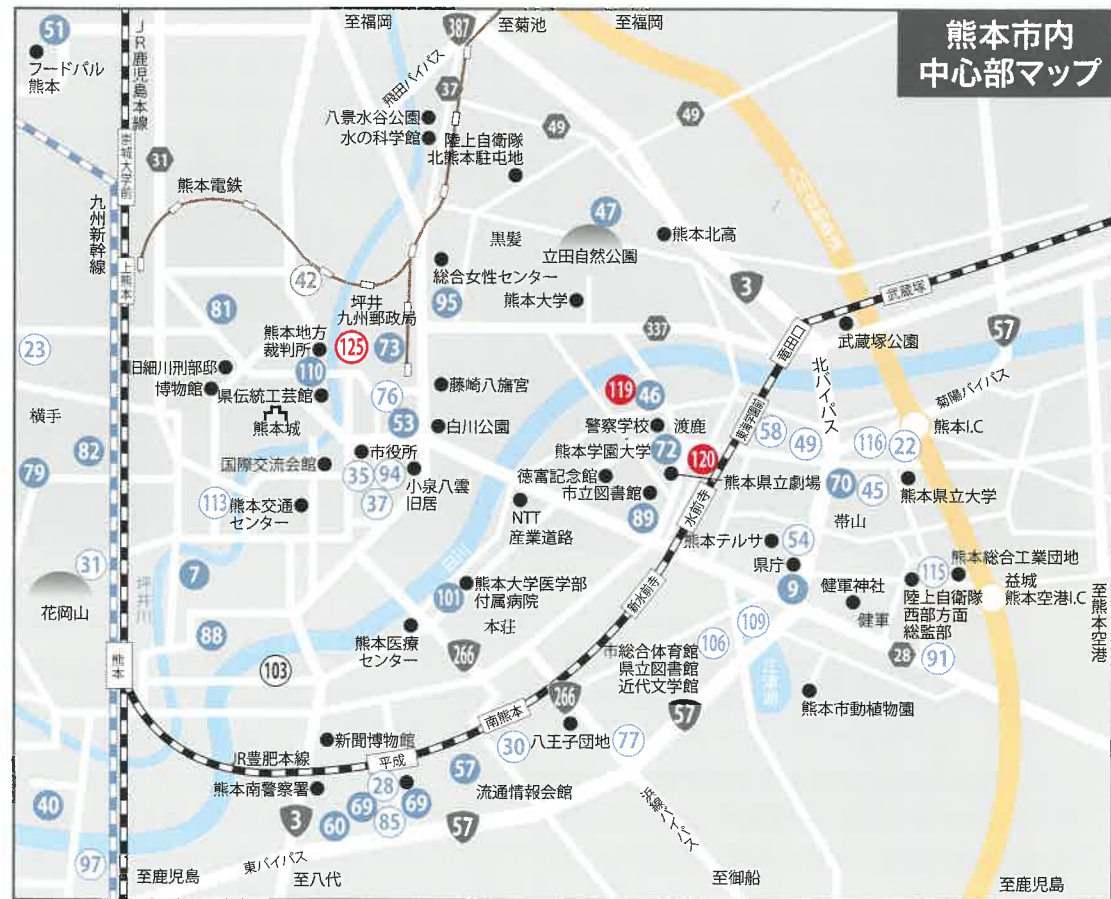 熊本市内
中心部マップ
至福岡
387
至菊池
至福岡
51
フードパル
熊本
JR鹿児島本線
飛田バイパス
37
49
49
八景水谷公園
水の科学館
陸上自衛隊
北熊本駐屯地
崇城大学前
31
九州新幹線
熊本電鉄
47
黒髪
立田自然公園
熊本北高
上熊本
42
総合女性センター
95
熊本大学
3
武蔵塚
81
坪井
九州郵政局
熊本地方
裁判所
125
73
337
竜田口
武蔵塚公園
57
23
旧細川刑部邸
110
北バイパス
菊陽バイパス
博物館
県伝統工芸館
76
藤崎八旛宮
119
46
東海学園前
横手
熊本城
53
白川公園
警察学校
渡鹿
58
49
116
22
熊本I.C
82
国際交流会館
市役所
熊本学園大学
72
120
79
35
94
小泉八雲
旧居
徳富記念館
熊本県立劇場
70
45
熊本県立大学
113
熊本交通
センター
37
NTT
産業道路
市立図書館
89
水前寺
帯山
熊本テルサ
54
31
白川
県庁
熊本総合工業団地
115
7
坪井川
101
熊本大学医学部
付属病院
新水前寺
9
健軍神社
陸上自衛隊
西部方面
総監部
益城
熊本空港I.C
至熊本空港
花岡山
88
熊本医療
センター
本荘
109
健軍
266
市総合体育館
県立図書館
近代文学館
106
江津湖
28
91
熊本
103
266
57
熊本市動植物園
南熊本
新聞博物館
30
八王子団地
77
JR豊肥本線
平成
57
熊本南警察署
28
流通情報会館
40
3
60
69
85
69
57
浜線バイパス
97
東バイパス
至鹿児島
至八代
至御船
至鹿児島